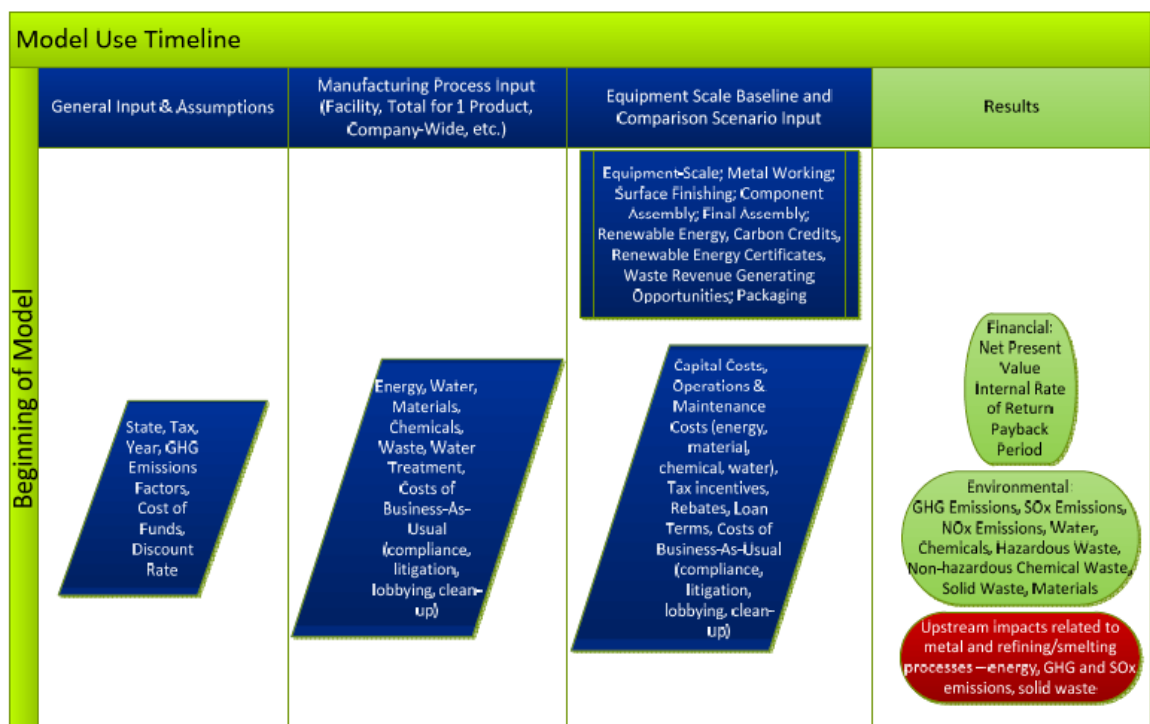 Model Use Timeline
Beginning of Model
General Input & Assumptions
Manufacturing Process Input
(Facility, Total for 1 Product,
Company-Wide, etc.)
Equipment Scale Baseline and
Comparison Scenario Input
Results
State, Tax,
Year, GHG
Emissions
Factors,
Cost of
Funds,
Discount
Rate
Energy, Water,
Materials,
Chemicals,
Waste, Water
Treatment,
Costs of
Business-As-
Usual
(compliance,
litigation,
lobbying, clean-
up)
Equipment-Scale; Metal Working;
Surface Finishing; Component
Assembly; Final Assembly;
Renewable Energy, Carbon Credits,
Renewable Energy Certificates,
Waste Revenue Generating
Opportunities; Packaging
Capital Costs,
Operations &
Maintenance
Costs (energy,
material,
chemical, water),
Tax incentives,
Rebates, Loan
Terms, Costs of
Business-As-Usual
(compliance,
litigation,
lobbying, clean-
up)
Financial:
Net Present
Value
Internal Rate
of Return
Payback
Period
Environmental:
GHG Emissions, SOx Emissions,
NOx Emissions, Water,
Chemicals, Hazardous Waste,
Non-hazardous Chemical Waste,
Solid Waste, Materials
Upstream impacts related to
metal and refining/smelting
processes – energy, GHG and SOx
emissions, solid waste